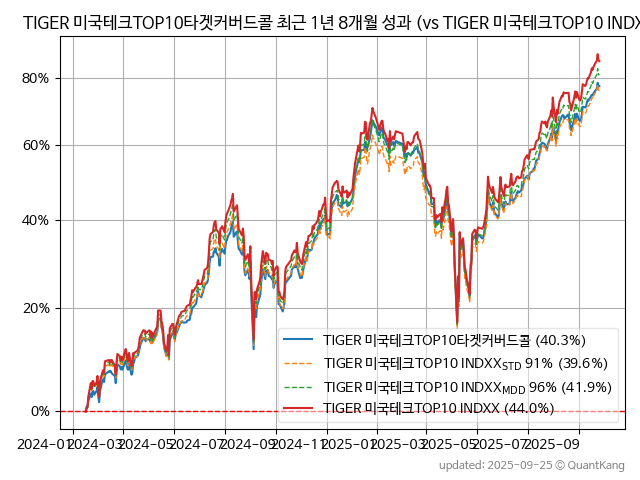 TIGER 미국테크TOP10타겟커버드콜 최근 1년 8개월 성과 (vs TIGER 미국테크TOP10 INDX
80%
60%
40%
20%
0%
TIGER 미국테크TOP10타겟커버드콜 (40.3%)
TIGER 미국테크TOP10 INDXX_STD 91% (39.6%)
TIGER 미국테크TOP10 INDXX_MDD 96% (41.9%)
TIGER 미국테크TOP10 INDXX (44.0%)
2024-01 2024-03 2024-05 2024-07 2024-09 2024-11 2025-01 2025-03 2025-05 2025-07 2025-09
updated: 2025-09-25 © QuantKang